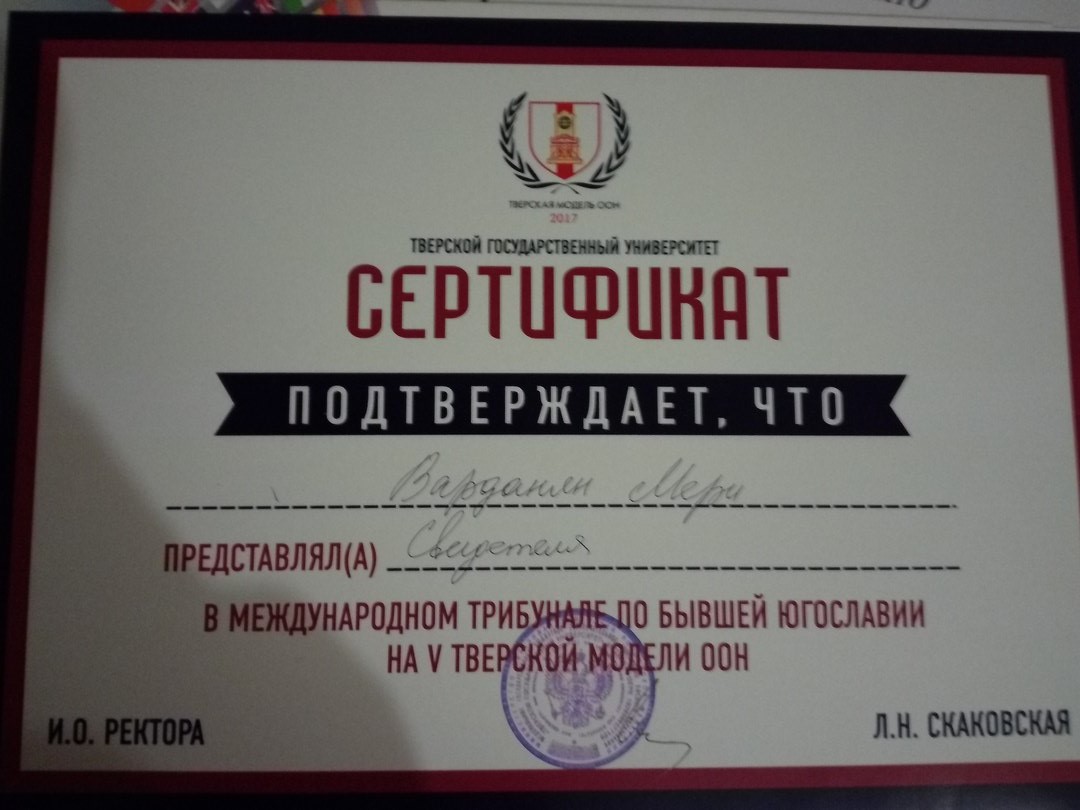 ТВЕРСКАЯ МОДЕЛЬ ООН
2017
ТВЕРСКОЙ ГОСУДАРСТВЕННЫЙ УНИВЕРСИТЕТ
СЕРТИФИКАТ
ПОДТВЕРЖДАЕТ, ЧТО
Варданян Мери
ПРЕДСТАВЛЯЛ(А) Свидетеля
В МЕЖДУНАРОДНОМ ТРИБУНАЛЕ ПО БЫВШЕЙ ЮГОСЛАВИИ
НА V ТВЕРСКОЙ МОДЕЛИ ООН
И.О. РЕКТОРА Л.Н. СКАКОВСКАЯ